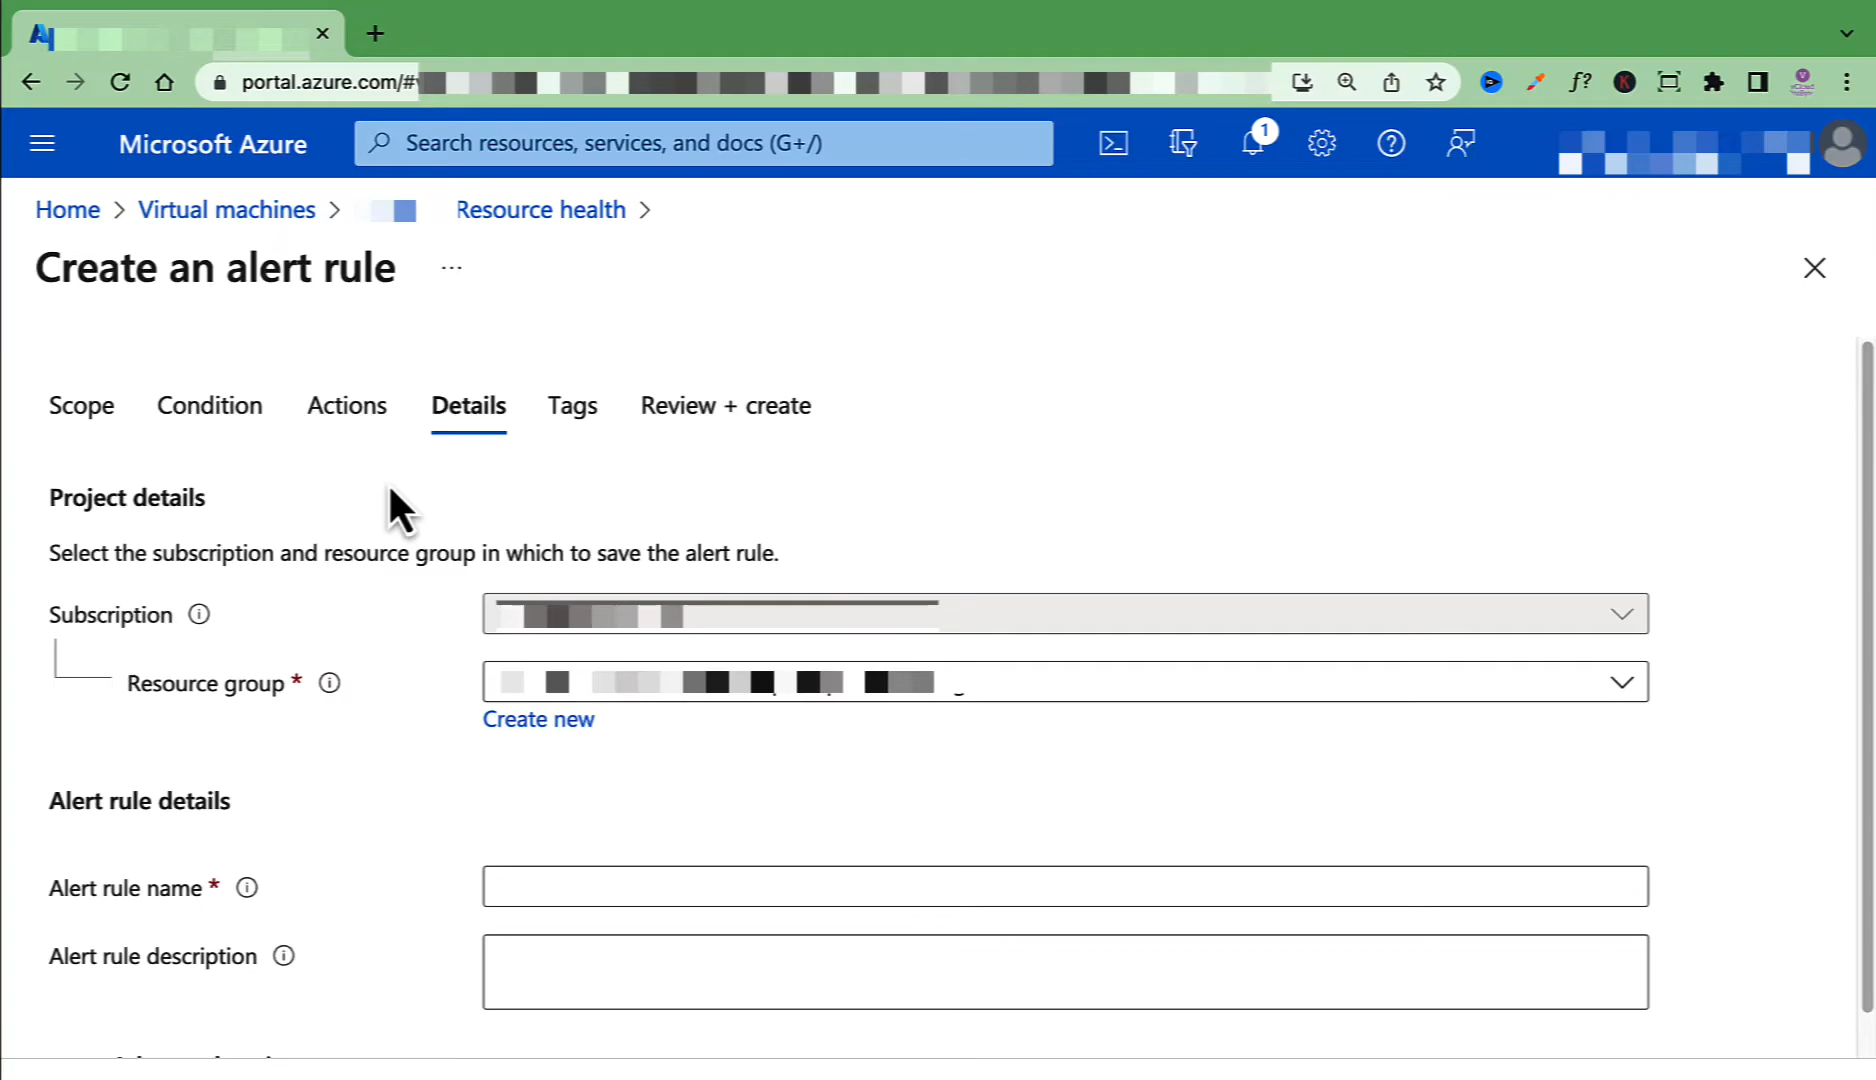 portal.azure.com/#
Microsoft Azure
Search resources, services, and docs (G+/)
1
Home > Virtual machines >
Resource health >
Create an alert rule ...
Scope Condition Actions Details Tags Review + create
Project details
Select the subscription and resource group in which to save the alert rule.
Subscription
Resource group *
Create new
Alert rule details
Alert rule name *
Alert rule description